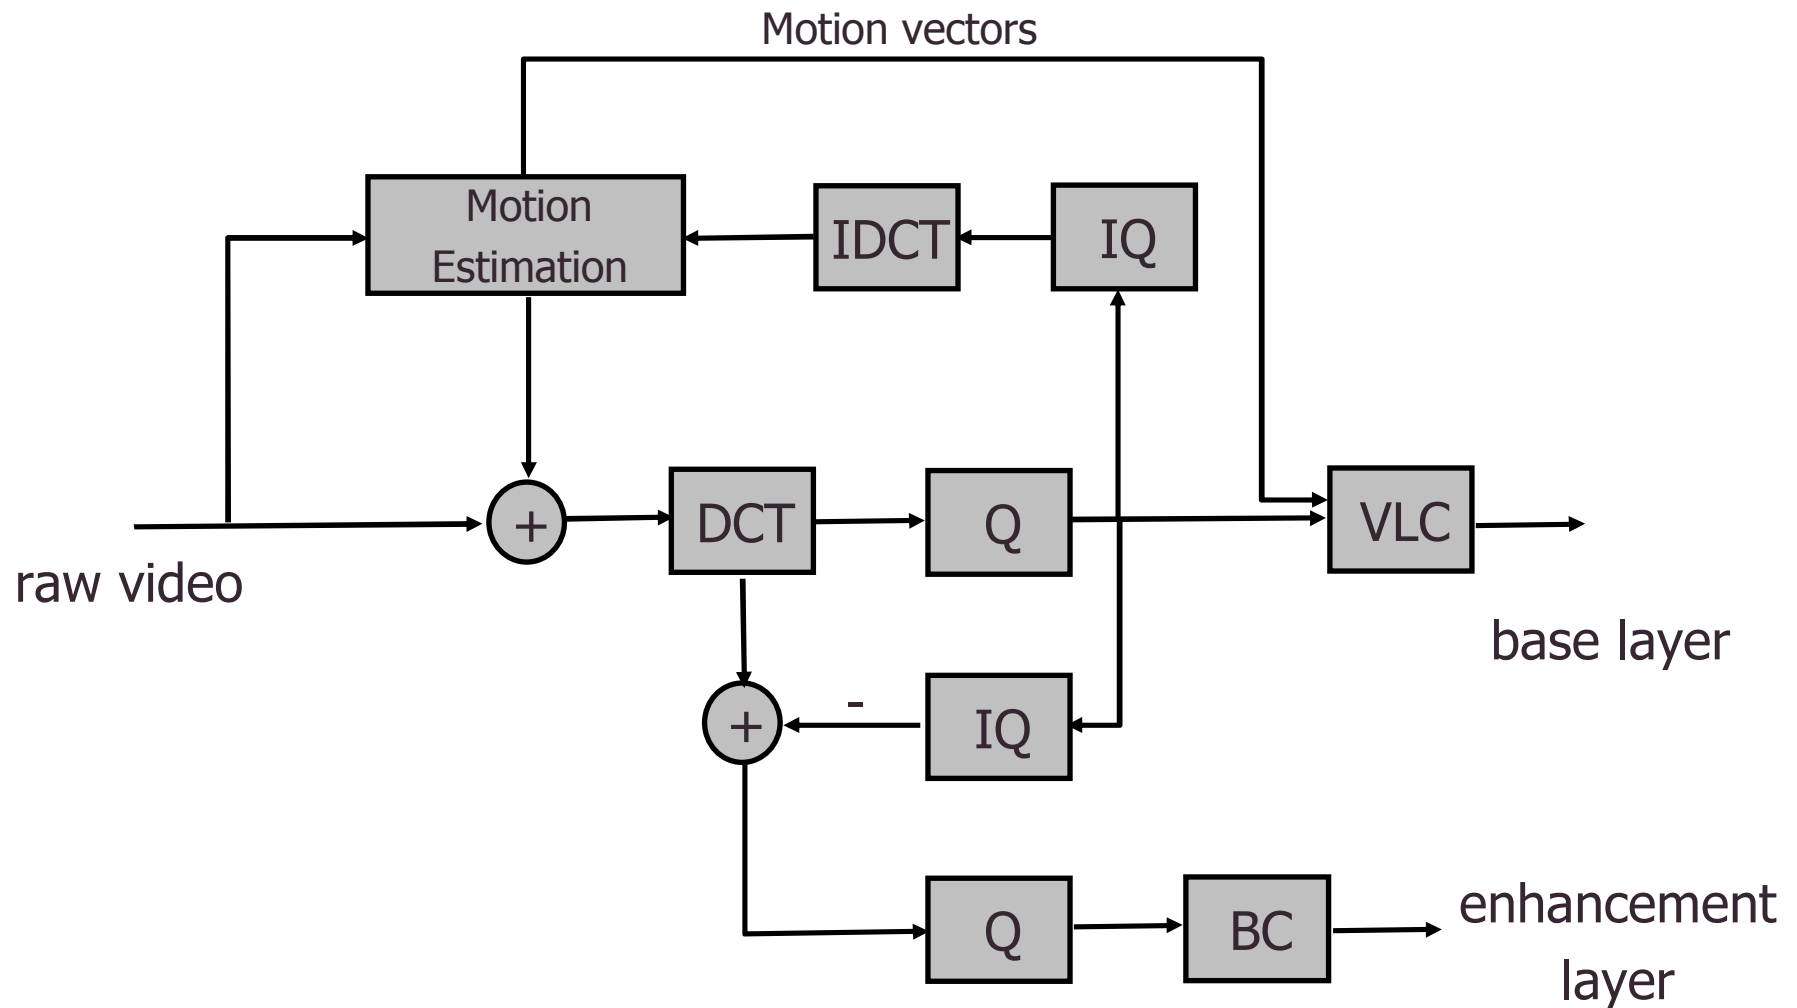 Motion vectors
Motion
Estimation
IDCT
IQ
+
DCT
Q
VLC
raw video
base layer
+
-
IQ
Q
BC
enhancement
layer